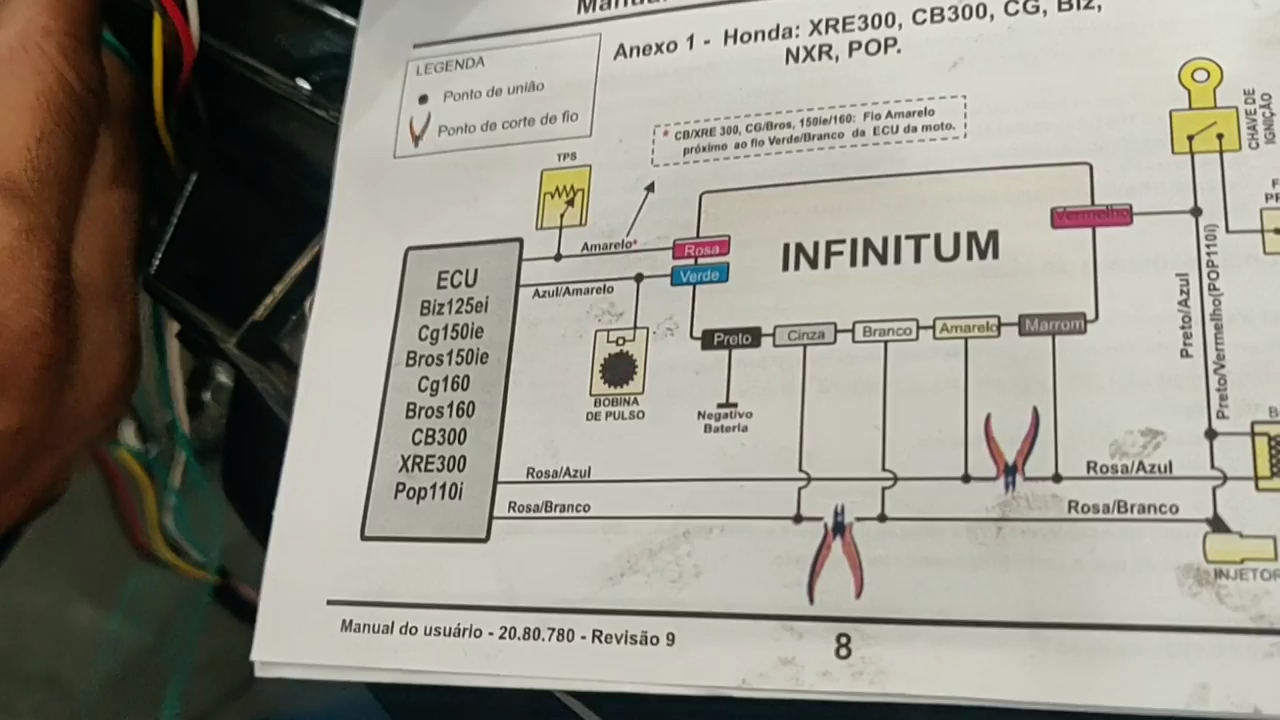 Anexo 1 - Honda: XRE300, CB300, CG, Biz,
NXR, POP.
LEGENDA
Ponto de união
Ponto de corte de fio
* CB/XRE 300, CG/Bros, 150ie/160: Fio Amarelo
próximo ao fio Verde/Branco da ECU da moto.
CHAVE DE
IGNIÇÃO
TPS
Amarelo*
Rosa
Vermelho
INFINITUM
Azul/Amarelo
Verde
ECU
Biz125ei
Cg150ie
Bros150ie
Cg160
Bros160
CB300
XRE300
Pop110i
Preto
Cinza
Branco
Amarelo
Marrom
Preto/Azul
Preto/Vermelho(POP110i)
BOBINA
DE PULSO
Negativo
Bateria
Rosa/Azul
Rosa/Azul
Rosa/Branco
Rosa/Branco
INJETOR
Manual do usuário - 20.80.780 - Revisão 9
8